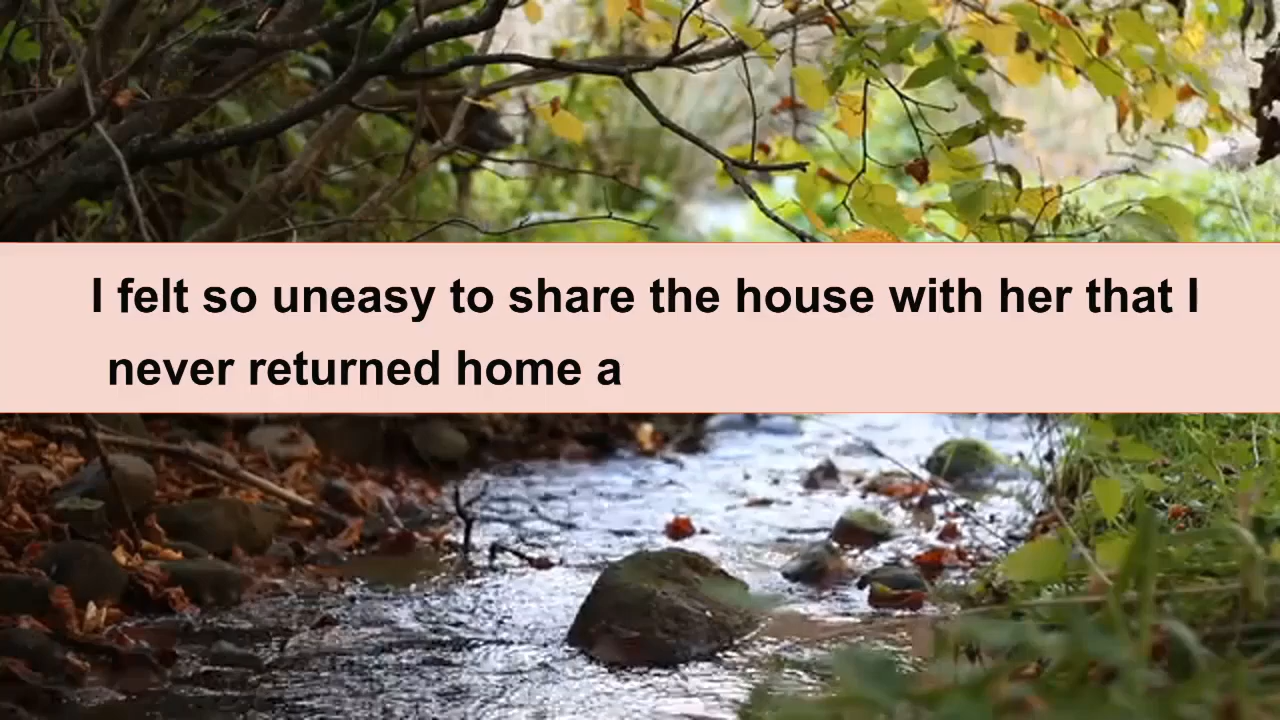 I felt so uneasy to share the house with her that I
never returned home a